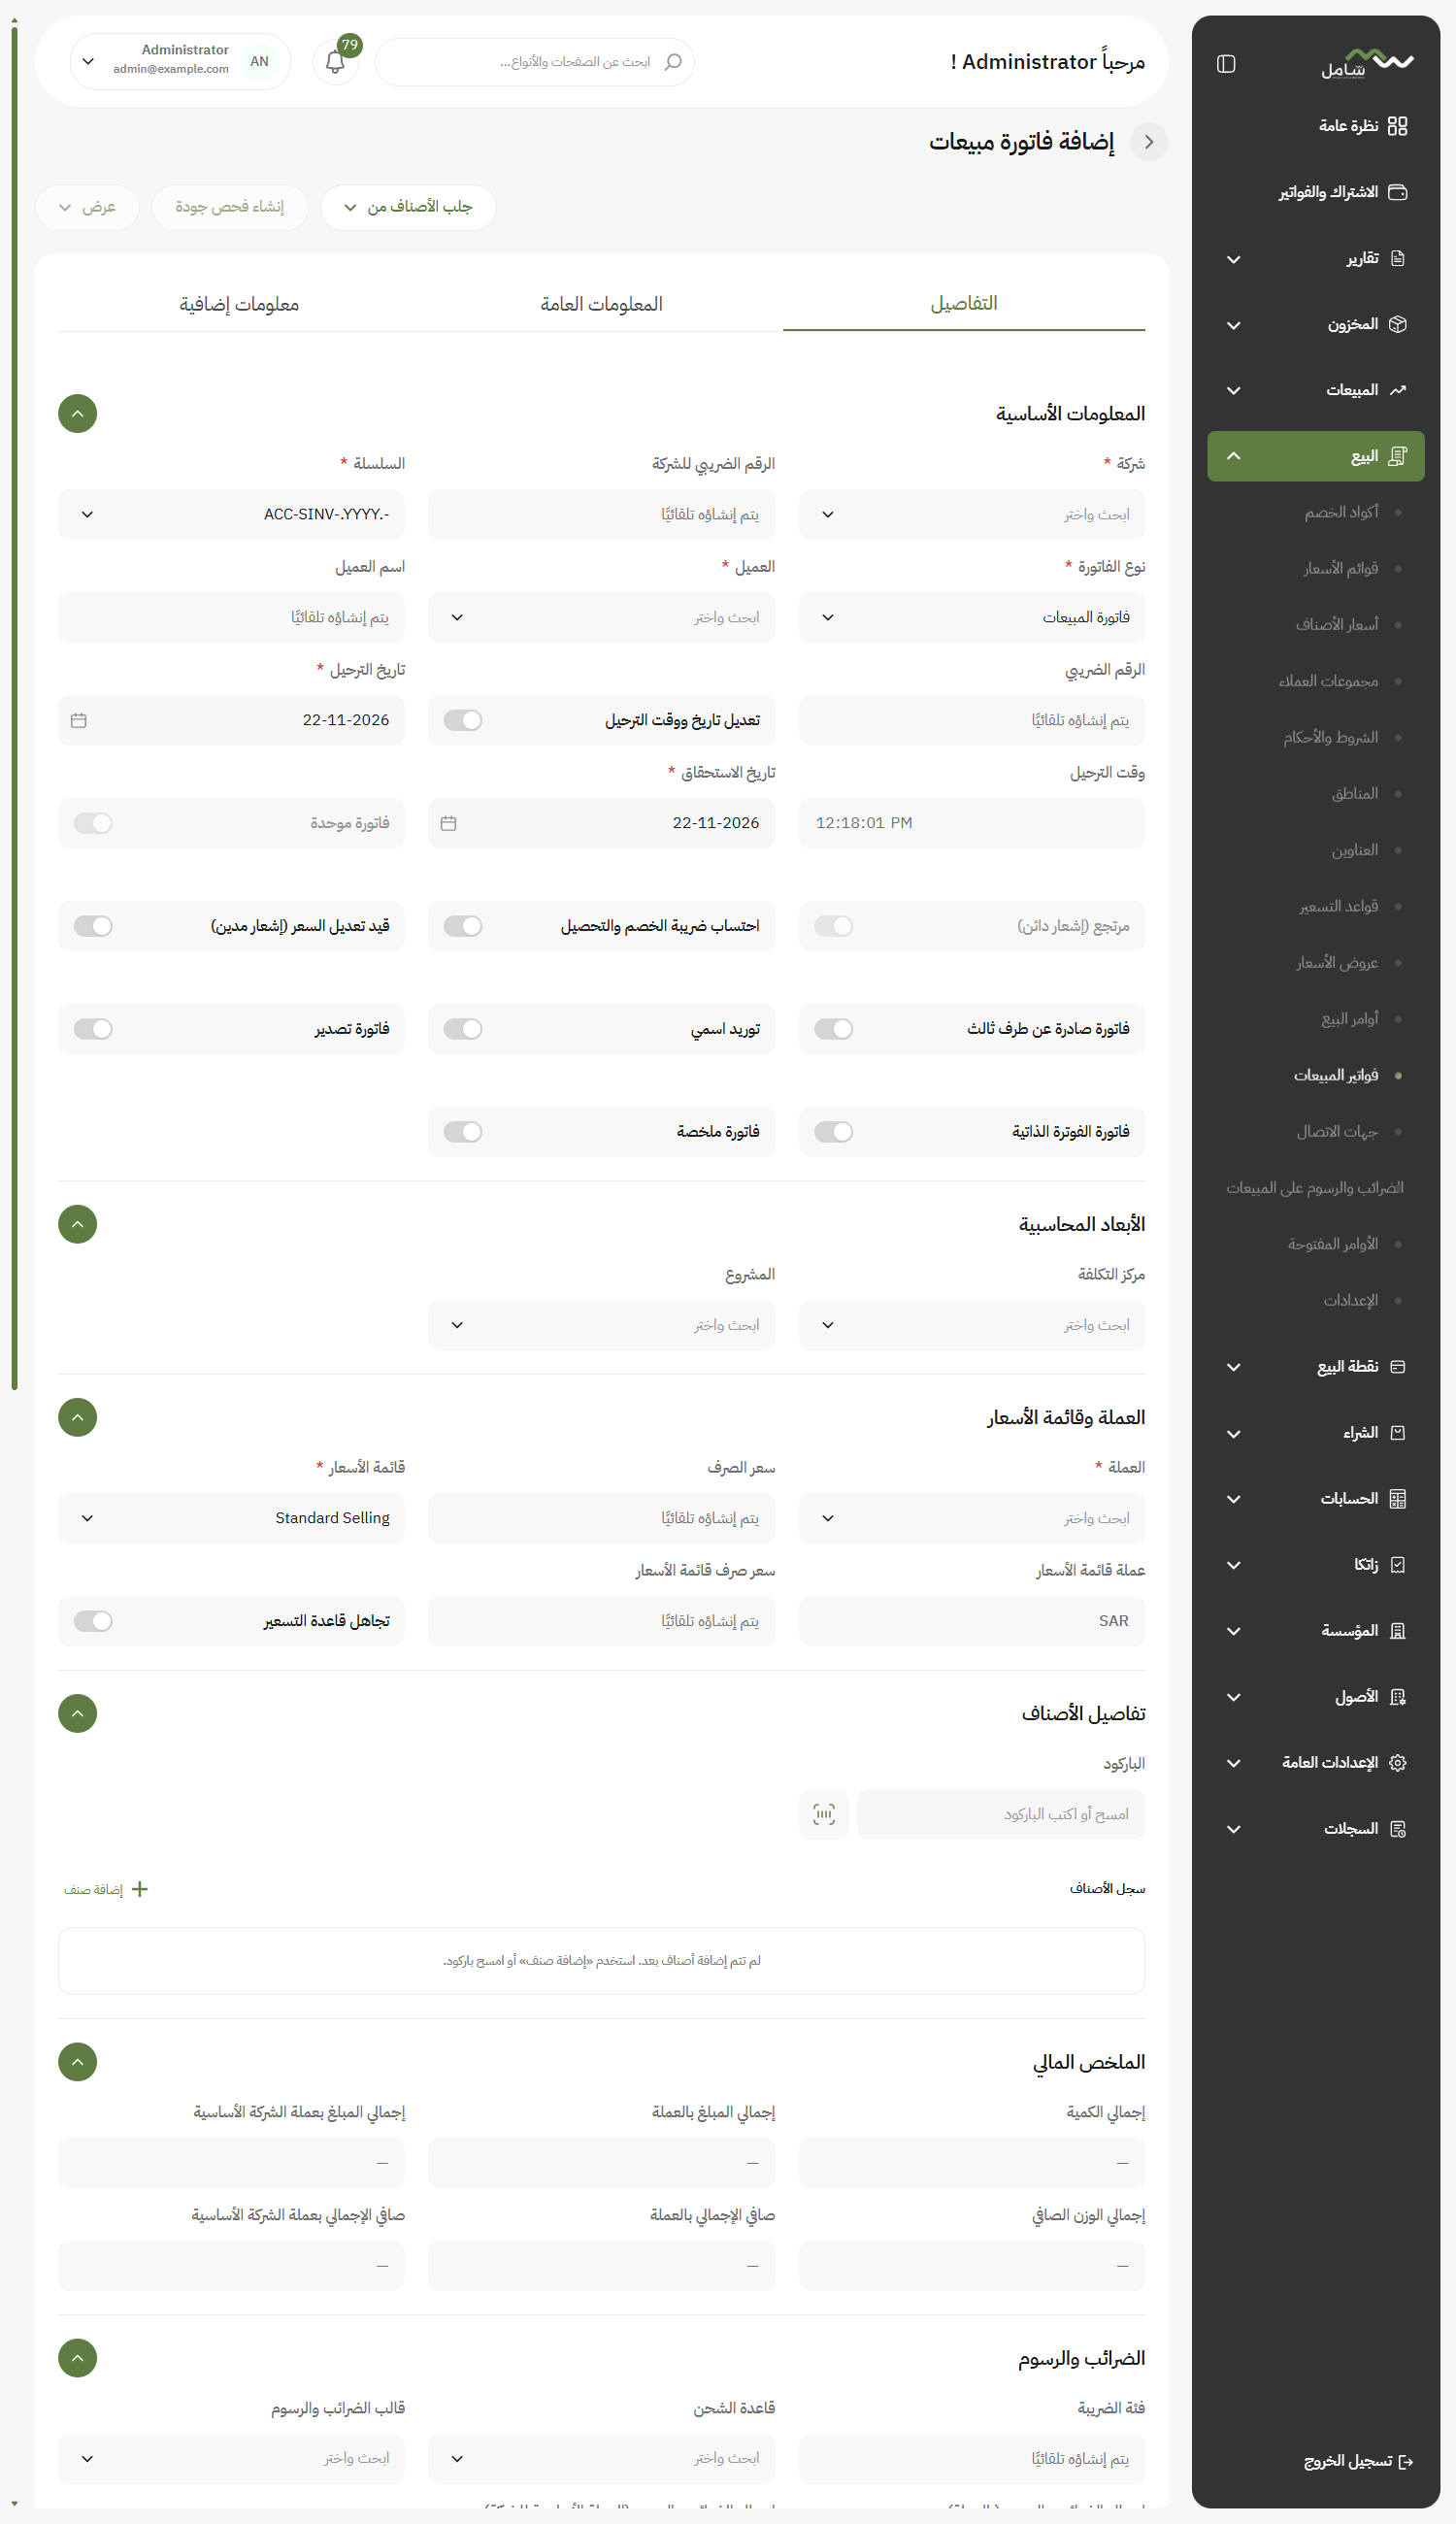 شامل
نظرة عامة
الاشتراك والفواتير
تقارير
المخزون
المبيعات
البيع
أكواد الخصم
قوائم الأسعار
أسعار الأصناف
مجموعات العملاء
الشروط والأحكام
المناطق
العناوين
قواعد التسعير
عروض الأسعار
أوامر البيع
فواتير المبيعات
جهات الاتصال
الضرائب والرسوم على المبيعات
الأوامر المفتوحة
الإعدادات
نقطة البيع
الشراء
الحسابات
زاتكا
المؤسسة
الأصول
الإعدادات العامة
السجلات
تسجيل الخروج
مرحباً Administrator !
ابحث عن الصفحات والأنواع...
79
AN
Administrator
admin@example.com
إضافة فاتورة مبيعات
جلب الأصناف من
إنشاء فحص جودة
عرض
التفاصيل
المعلومات العامة
معلومات إضافية
المعلومات الأساسية
شركة *
الرقم الضريبي للشركة
السلسلة *
ابحث واختر
يتم إنشاؤه تلقائيًا
ACC-SINV-.YYYY.-
نوع الفاتورة *
العميل *
اسم العميل
فاتورة المبيعات
ابحث واختر
يتم إنشاؤه تلقائيًا
الرقم الضريبي
تاريخ الترحيل *
يتم إنشاؤه تلقائيًا
تعديل تاريخ ووقت الترحيل
22-11-2026
وقت الترحيل
تاريخ الاستحقاق *
12:18:01 PM
22-11-2026
فاتورة موحدة
مرتجع (إشعار دائن)
احتساب ضريبة الخصم والتحصيل
قيد تعديل السعر (إشعار مدين)
فاتورة صادرة عن طرف ثالث
توريد اسمي
فاتورة تصدير
فاتورة الفوترة الذاتية
فاتورة ملخصة
الأبعاد المحاسبية
مركز التكلفة
المشروع
ابحث واختر
ابحث واختر
العملة وقائمة الأسعار
العملة *
سعر الصرف
قائمة الأسعار *
ابحث واختر
يتم إنشاؤه تلقائيًا
Standard Selling
عملة قائمة الأسعار
سعر صرف قائمة الأسعار
SAR
يتم إنشاؤه تلقائيًا
تجاهل قاعدة التسعير
تفاصيل الأصناف
الباركود
امسح أو اكتب الباركود
سجل الأصناف
إضافة صنف
لم تتم إضافة أصناف بعد. استخدم «إضافة صنف» أو امسح باركود.
الملخص المالي
إجمالي الكمية
إجمالي المبلغ بالعملة
إجمالي المبلغ بعملة الشركة الأساسية
—
—
—
إجمالي الوزن الصافي
صافي الإجمالي بالعملة
صافي الإجمالي بعملة الشركة الأساسية
—
—
—
الضرائب والرسوم
فئة الضريبة
قاعدة الشحن
قالب الضرائب والرسوم
يتم إنشاؤه تلقائيًا
ابحث واختر
ابحث واختر